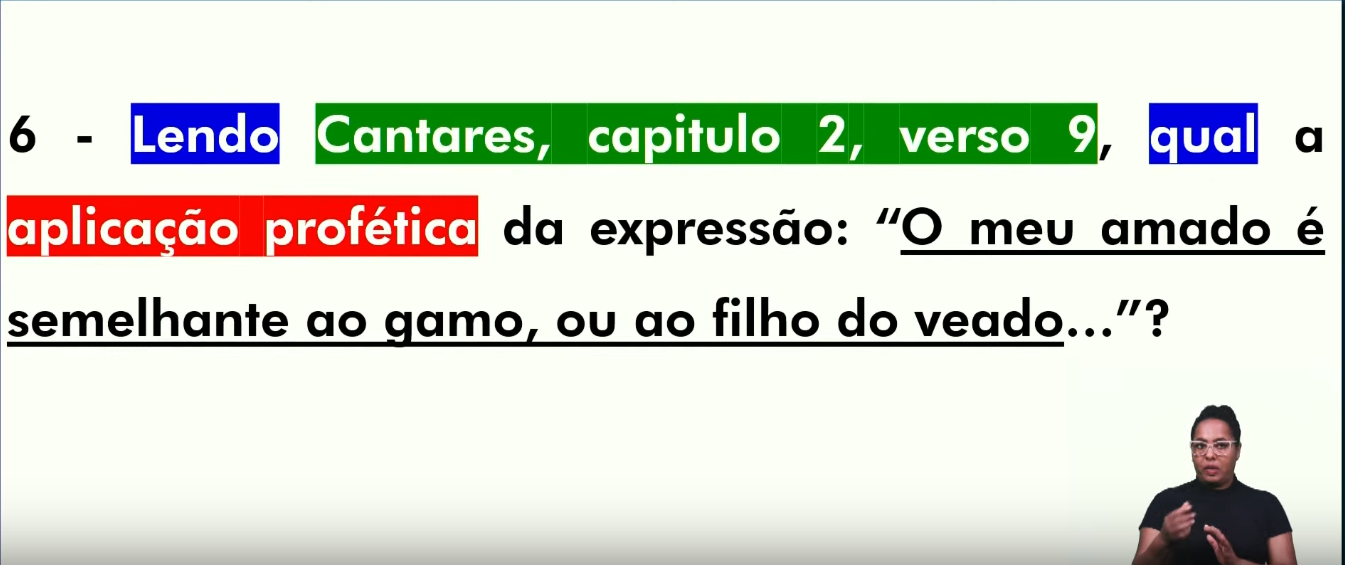 6 - Lendo Cantares, capitulo 2, verso 9, qual a
aplicação profética da expressão: “O meu amado é
semelhante ao gamo, ou ao filho do veado...”?